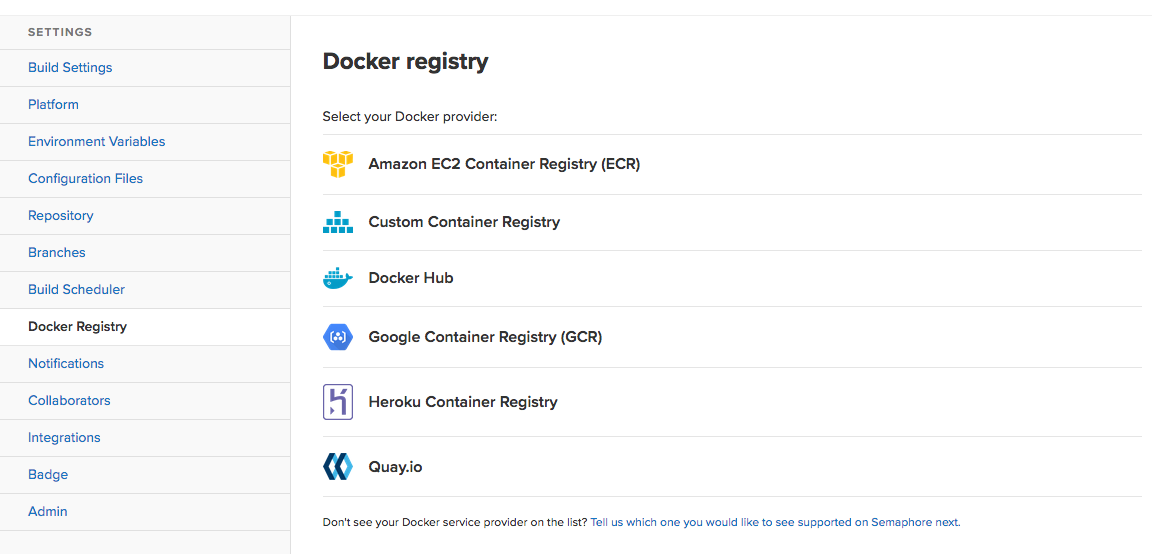 SETTINGS
Build Settings
Platform
Environment Variables
Configuration Files
Repository
Branches
Build Scheduler
Docker Registry
Notifications
Collaborators
Integrations
Badge
Admin
Docker registry
Select your Docker provider:
Amazon EC2 Container Registry (ECR)
Custom Container Registry
Docker Hub
Google Container Registry (GCR)
Heroku Container Registry
Quay.io
Don't see your Docker service provider on the list? Tell us which one you would like to see supported on Semaphore next.